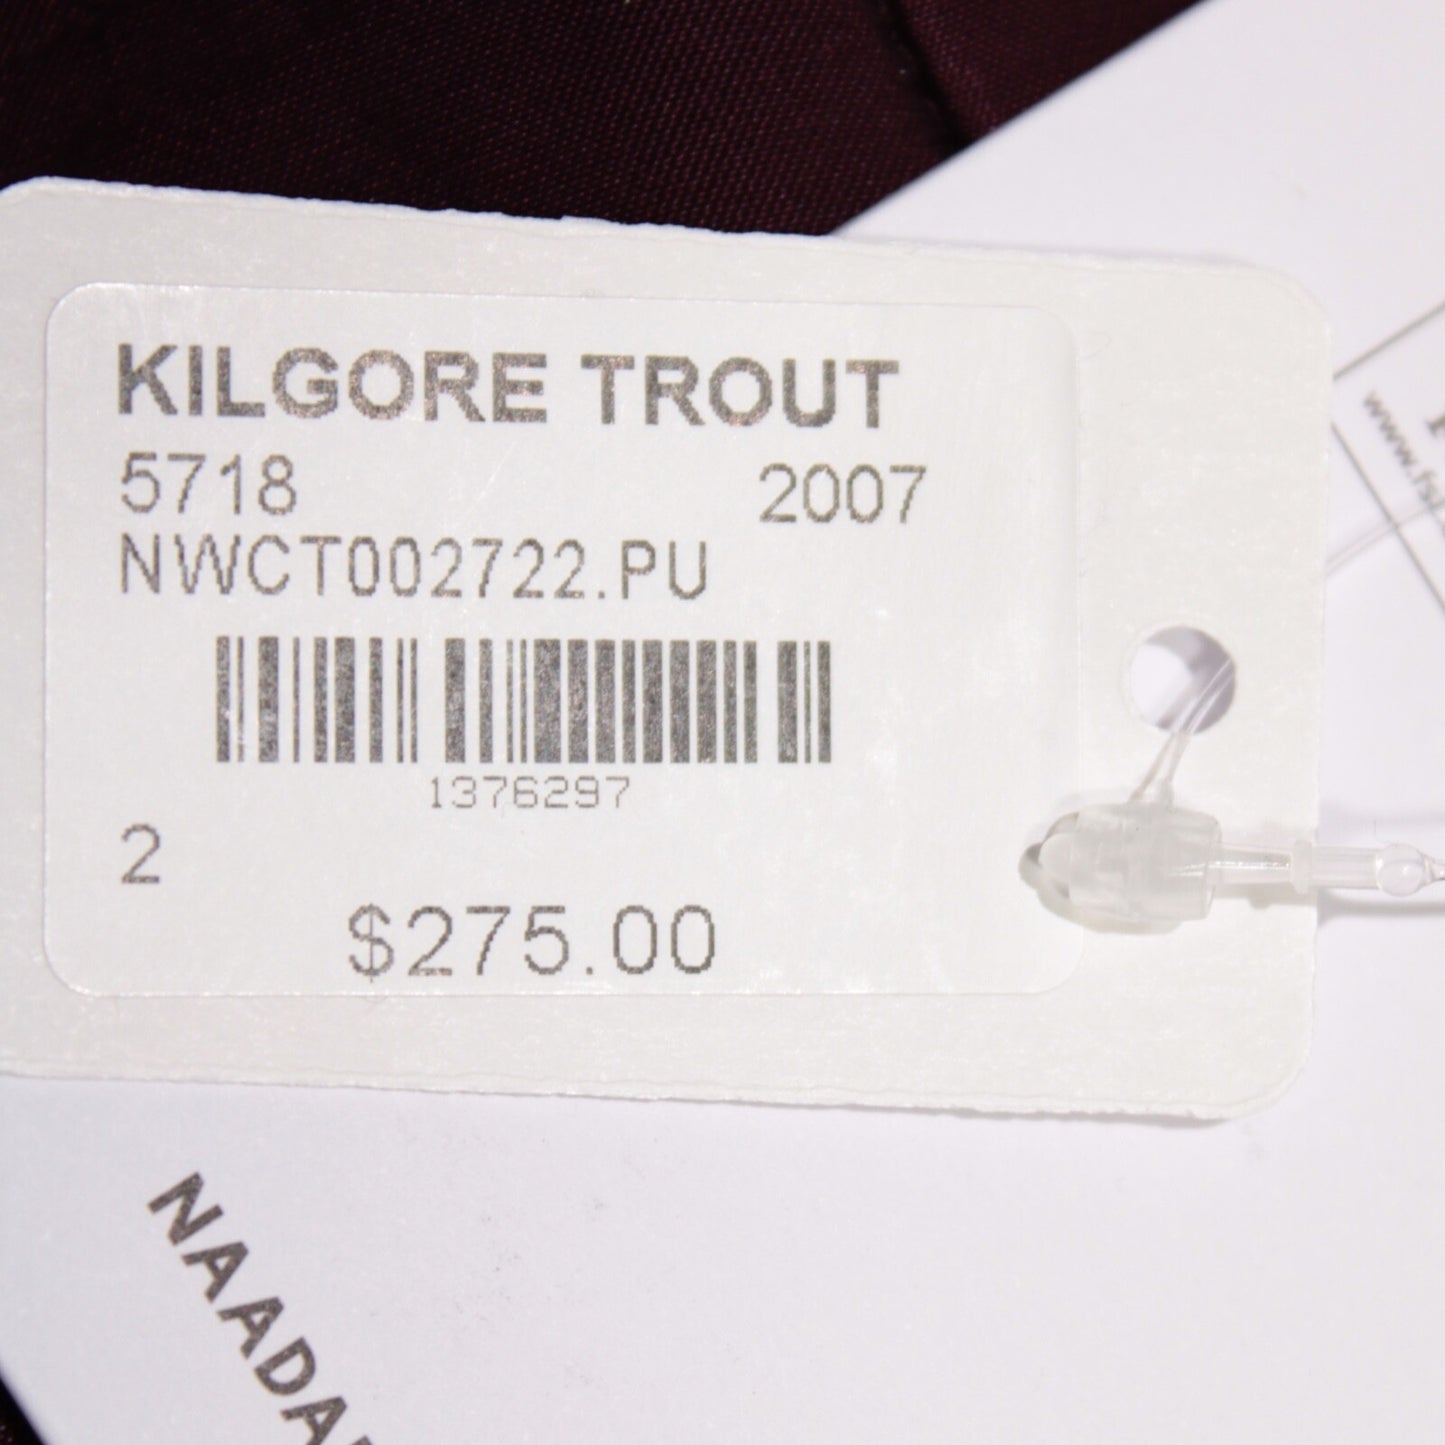 KILGORE TROUT
5718 2007
NWCT002722.PU
1376297
2
$275.00